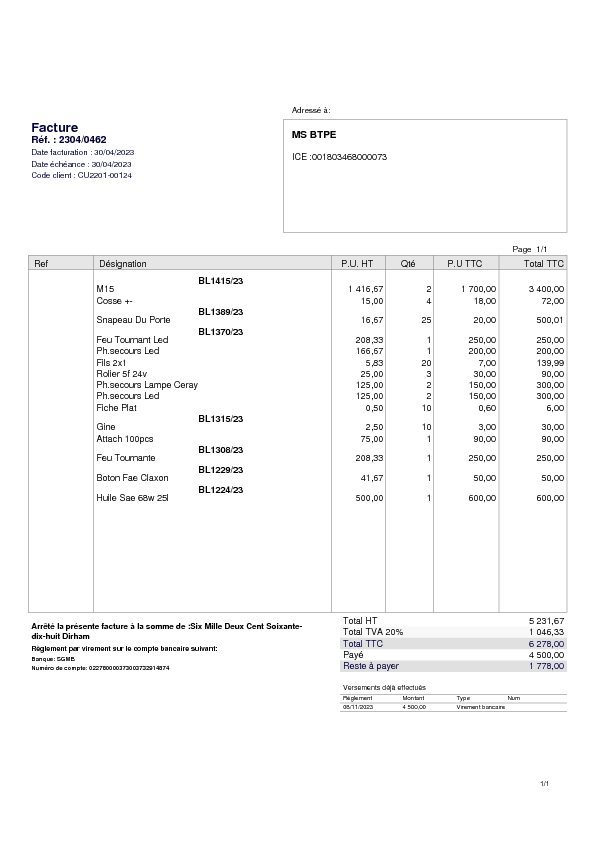 Adressé à:
Facture
Réf. : 2304/0462
Date facturation : 30/04/2023
Date échéance : 30/04/2023
Code client : CU2201-00124
MS BTPE
ICE :001803468000073
Page 1/1
Ref Désignation P.U. HT Qté P.U TTC Total TTC
BL1415/23
M15 1 416,67 2 1 700,00 3 400,00
Cosse +- 15,00 4 18,00 72,00
BL1389/23
Snapeau Du Porte 16,67 25 20,00 500,01
BL1370/23
Feu Tournant Led 208,33 1 250,00 250,00
Ph.secours Led 166,67 1 200,00 200,00
Fils 2x1 5,83 20 7,00 139,99
Rolier 5f 24v 25,00 3 30,00 90,00
Ph.secours Lampe Ceray 125,00 2 150,00 300,00
Ph.secours Led 125,00 2 150,00 300,00
Fiche Plat 0,50 10 0,60 6,00
BL1315/23
Gine 2,50 10 3,00 30,00
Attach 100pcs 75,00 1 90,00 90,00
BL1308/23
Feu Tournante 208,33 1 250,00 250,00
BL1229/23
Boton Fae Claxon 41,67 1 50,00 50,00
BL1224/23
Huile Sae 68w 25l 500,00 1 600,00 600,00
Arrêté la présente facture à la somme de :Six Mille Deux Cent Soixante-
dix-huit Dirham
Règlement par virement sur le compte bancaire suivant:
Banque: SGMB
Numéro de compte: 
Total HT 5 231,67
Total TVA 20% 1 046,33
Total TTC 6 278,00
Payé 4 500,00
Reste à payer 1 778,00
Versements déjà effectués
Règlement Montant Type Num
08/11/2023 4 500,00 Virement bancaire
1/1